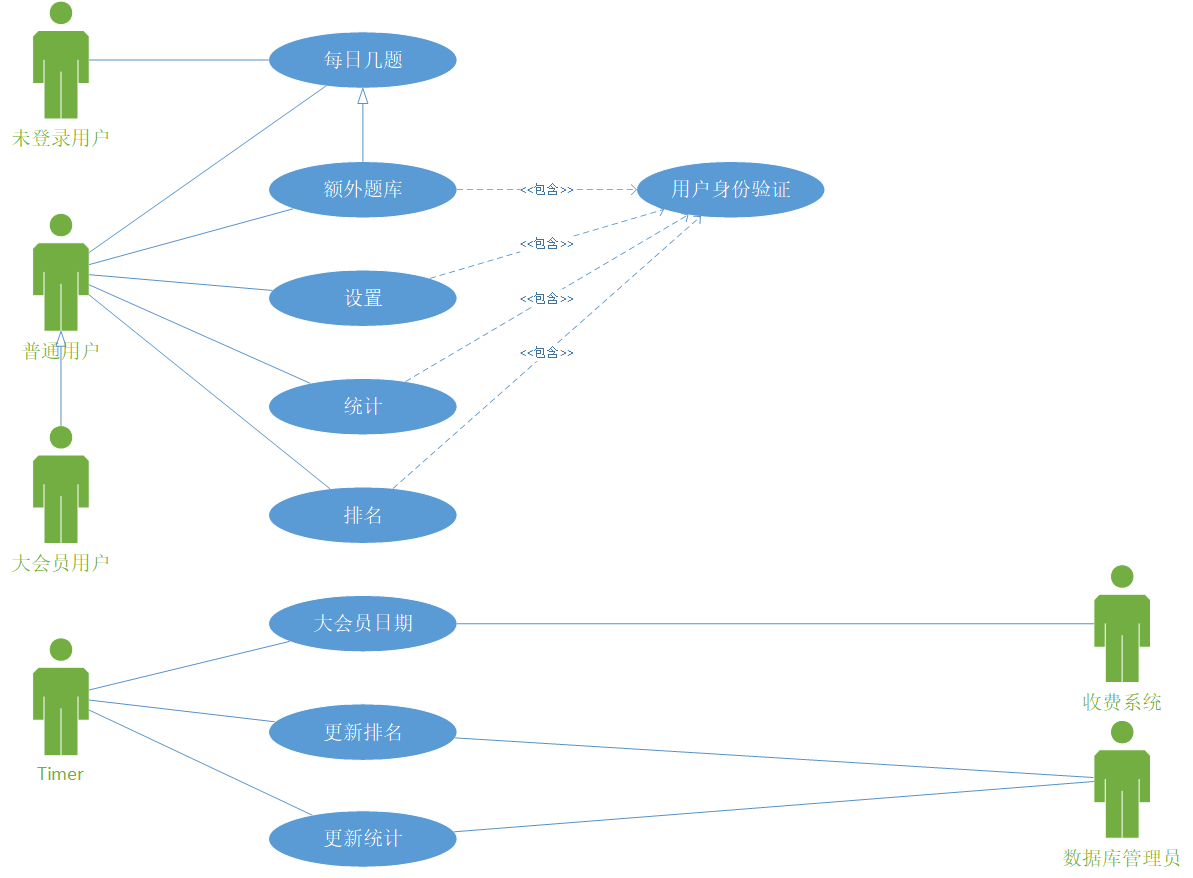 每日几题
未登录用户
额外题库
<<包含>>
用户身份验证
<<包含>>
设置
<<包含>>
普通用户
<<包含>>
统计
排名
大会员用户
大会员日期
收费系统
更新排名
Timer
更新统计
数据库管理员